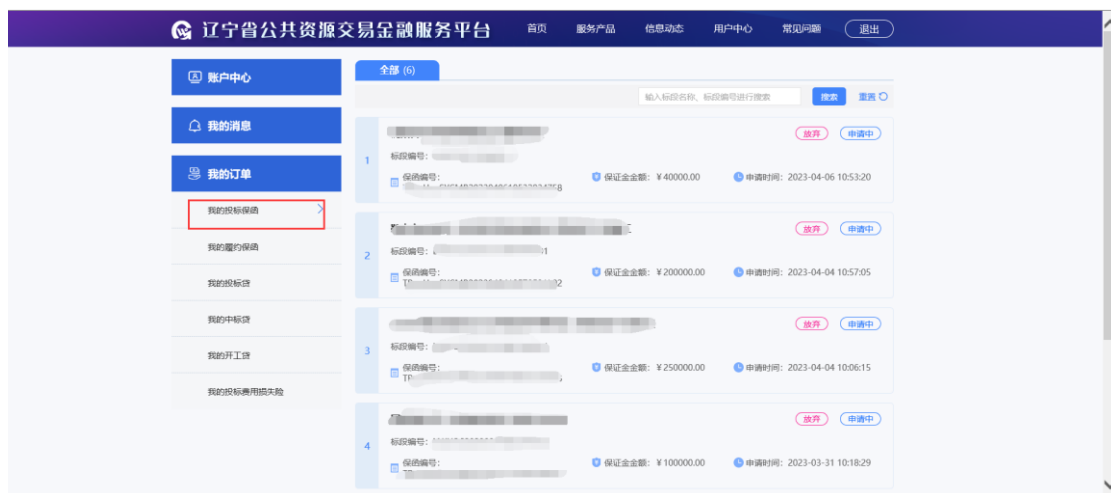 辽宁省公共资源交易金融服务平台 首页 服务产品 信息动态 用户中心 常见问题 退出
账户中心
我的消息
我的订单
我的投标保函
我的履约保函
我的投标贷
我的中标贷
我的开工贷
我的投标费用损失险
全部 (6)
输入标段名称、标段编号进行搜索 搜索 重置
放弃 申请中
1
标段编号:
保函编号: 保证金金额: ¥40000.00 申请时间: 2023-04-06 10:53:20
放弃 申请中
2
标段编号:
保函编号: 保证金金额: ¥200000.00 申请时间: 2023-04-04 10:57:05
放弃 申请中
3
标段编号:
保函编号: 保证金金额: ¥250000.00 申请时间: 2023-04-04 10:06:15
放弃 申请中
4
标段编号:
保函编号: 保证金金额: ¥100000.00 申请时间: 2023-03-31 10:18:29